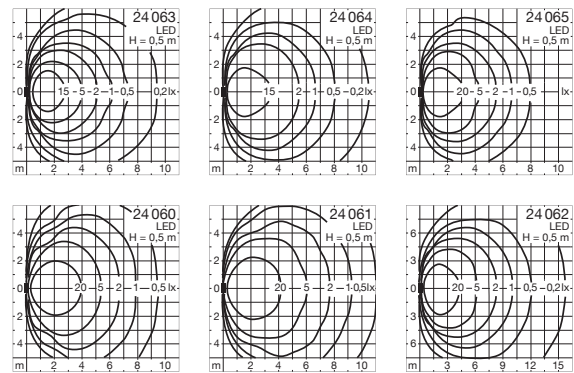 24 063
LED
H = 0,5 m
4
2
0
2
4
15 – 5 – 2 – 1 – 0,5 0,2lx
m 2 4 6 8 10
24 064
LED
H = 0,5 m
4
2
0
2
4
15 5 – 2 – 1 – 0,5 – 0,2lx
m 2 4 6 8 10
24 065
LED
H = 0,5 m
4
2
0
2
4
20 – 5 – 2 – 1 – 0,5 lx
m 2 4 6 8 10
24 060
LED
H = 0,5 m
4
2
0
2
4
20 – 5 – 2 – 1 – 0,5 lx
m 2 4 6 8 10
24 061
LED
H = 0,5 m
4
2
0
2
4
20 – 5 – 2 – 1 – 0,5lx
m 2 4 6 8 10
24 062
LED
H = 0,5 m
6
3
0
3
6
20 – 5 – 2 – 1 – 0,5 – 0,2lx
m 3 6 9 12 15